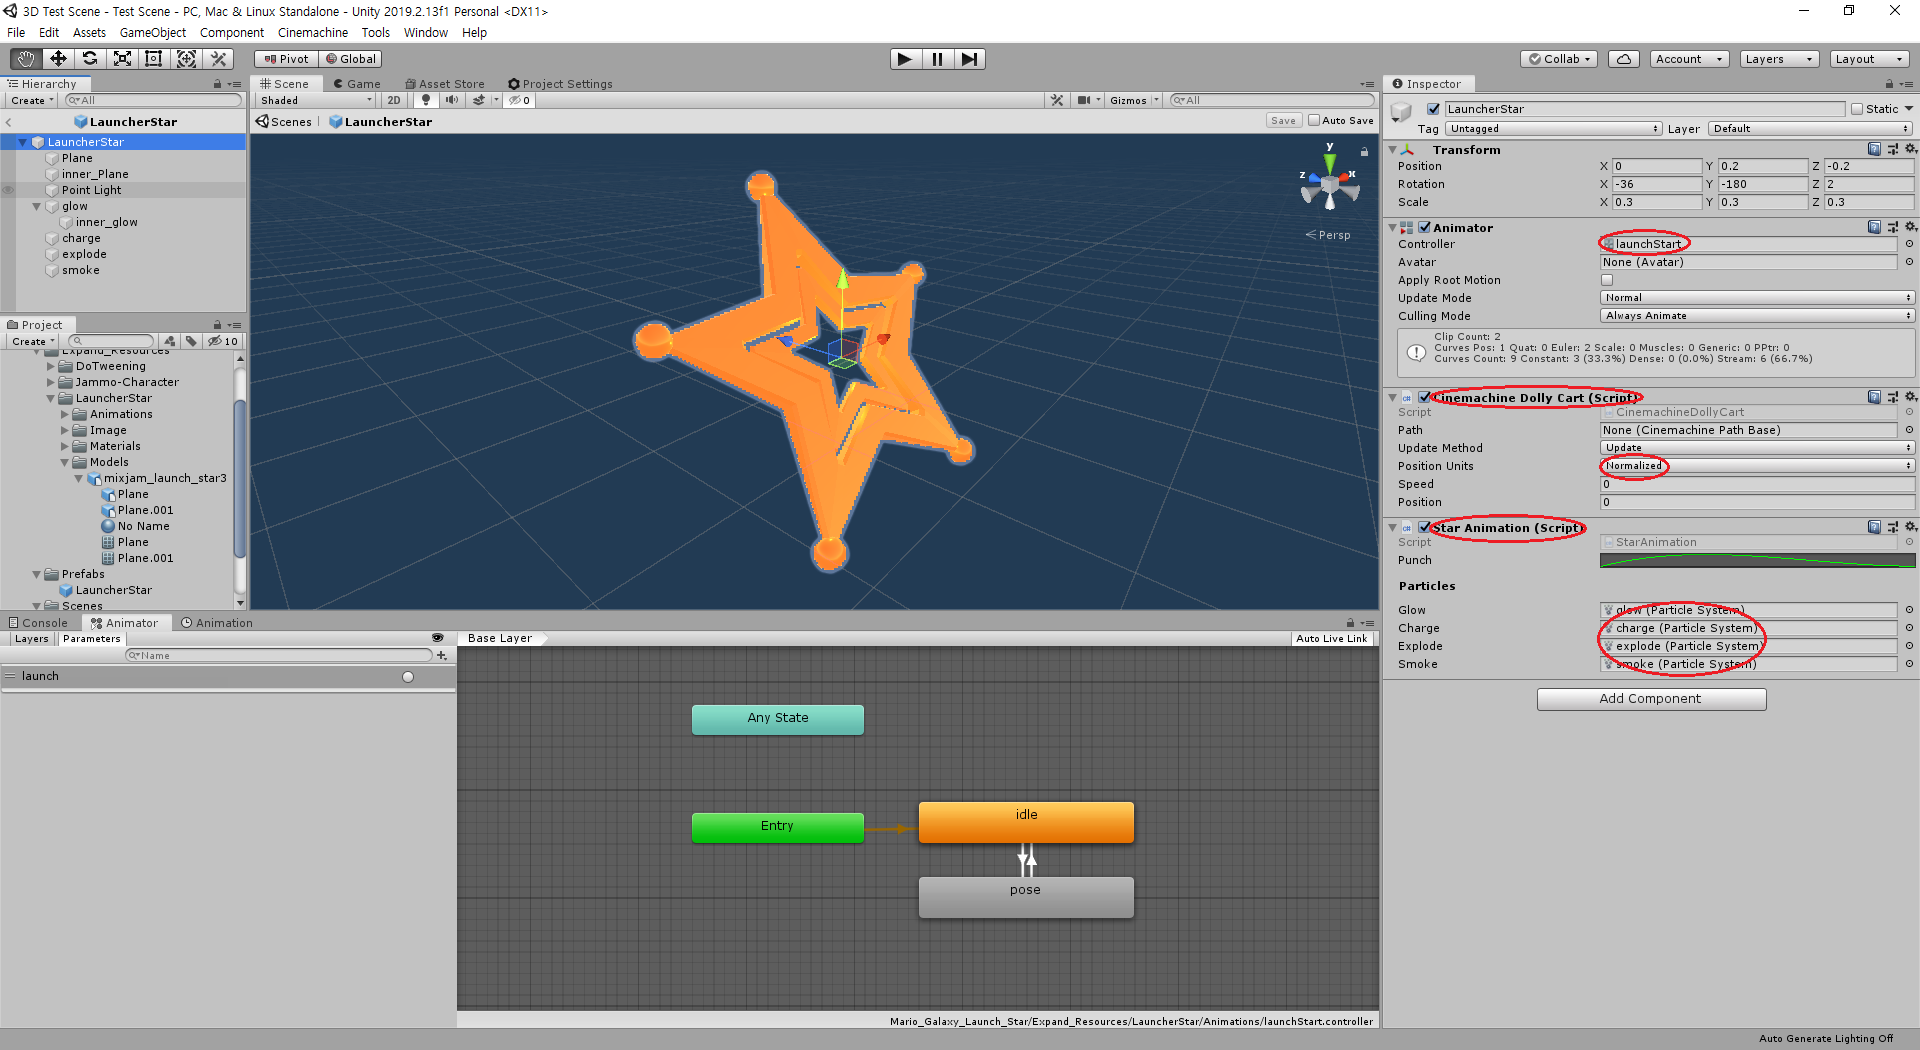 3D Test Scene - Test Scene - PC, Mac & Linux Standalone - Unity 2019.2.13f1 Personal <DX11>
File Edit Assets GameObject Component Cinemachine Tools Window Help
Pivot Global Collab Account Layers Layout
Hierarchy
Create All
LauncherStar
LauncherStar
Plane
inner_Plane
Point Light
glow
inner_glow
charge
explode
smoke
Project
Create 10
Expand_Resources
DoTweening
Jammo-Character
LauncherStar
Animations
Image
Materials
Models
mixjam_launch_star3
Plane
Plane.001
No Name
Plane
Plane.001
Prefabs
LauncherStar
Scenes
Scene Game Asset Store Project Settings
Shaded 2D 0 Gizmos All
Scenes LauncherStar Save Auto Save
y
z x
Persp
Console Animator Animation
Layers Parameters Base Layer Auto Live Link
Name
launch
Any State
Entry
idle
pose
Mario_Galaxy_Launch_Star/Expand_Resources/LauncherStar/Animations/launchStart.controller
Inspector
LauncherStar Static
Tag Untagged Layer Default
Transform
Position X 0 Y 0.2 Z -0.2
Rotation X -36 Y -180 Z 2
Scale X 0.3 Y 0.3 Z 0.3
Animator
Controller launchStart
Avatar None (Avatar)
Apply Root Motion
Update Mode Normal
Culling Mode Always Animate
Clip Count: 2
Curves Pos: 1 Quat: 0 Euler: 2 Scale: 0 Muscles: 0 Generic: 0 PPtr: 0
Curves Count: 9 Constant: 3 (33.3%) Dense: 0 (0.0%) Stream: 6 (66.7%)
Cinemachine Dolly Cart (Script)
Script CinemachineDollyCart
Path None (Cinemachine Path Base)
Update Method Update
Position Units Normalized
Speed 0
Position 0
Star Animation (Script)
Script StarAnimation
Punch
Particles
Glow glow (Particle System)
Charge charge (Particle System)
Explode explode (Particle System)
Smoke smoke (Particle System)
Add Component
Auto Generate Lighting Off